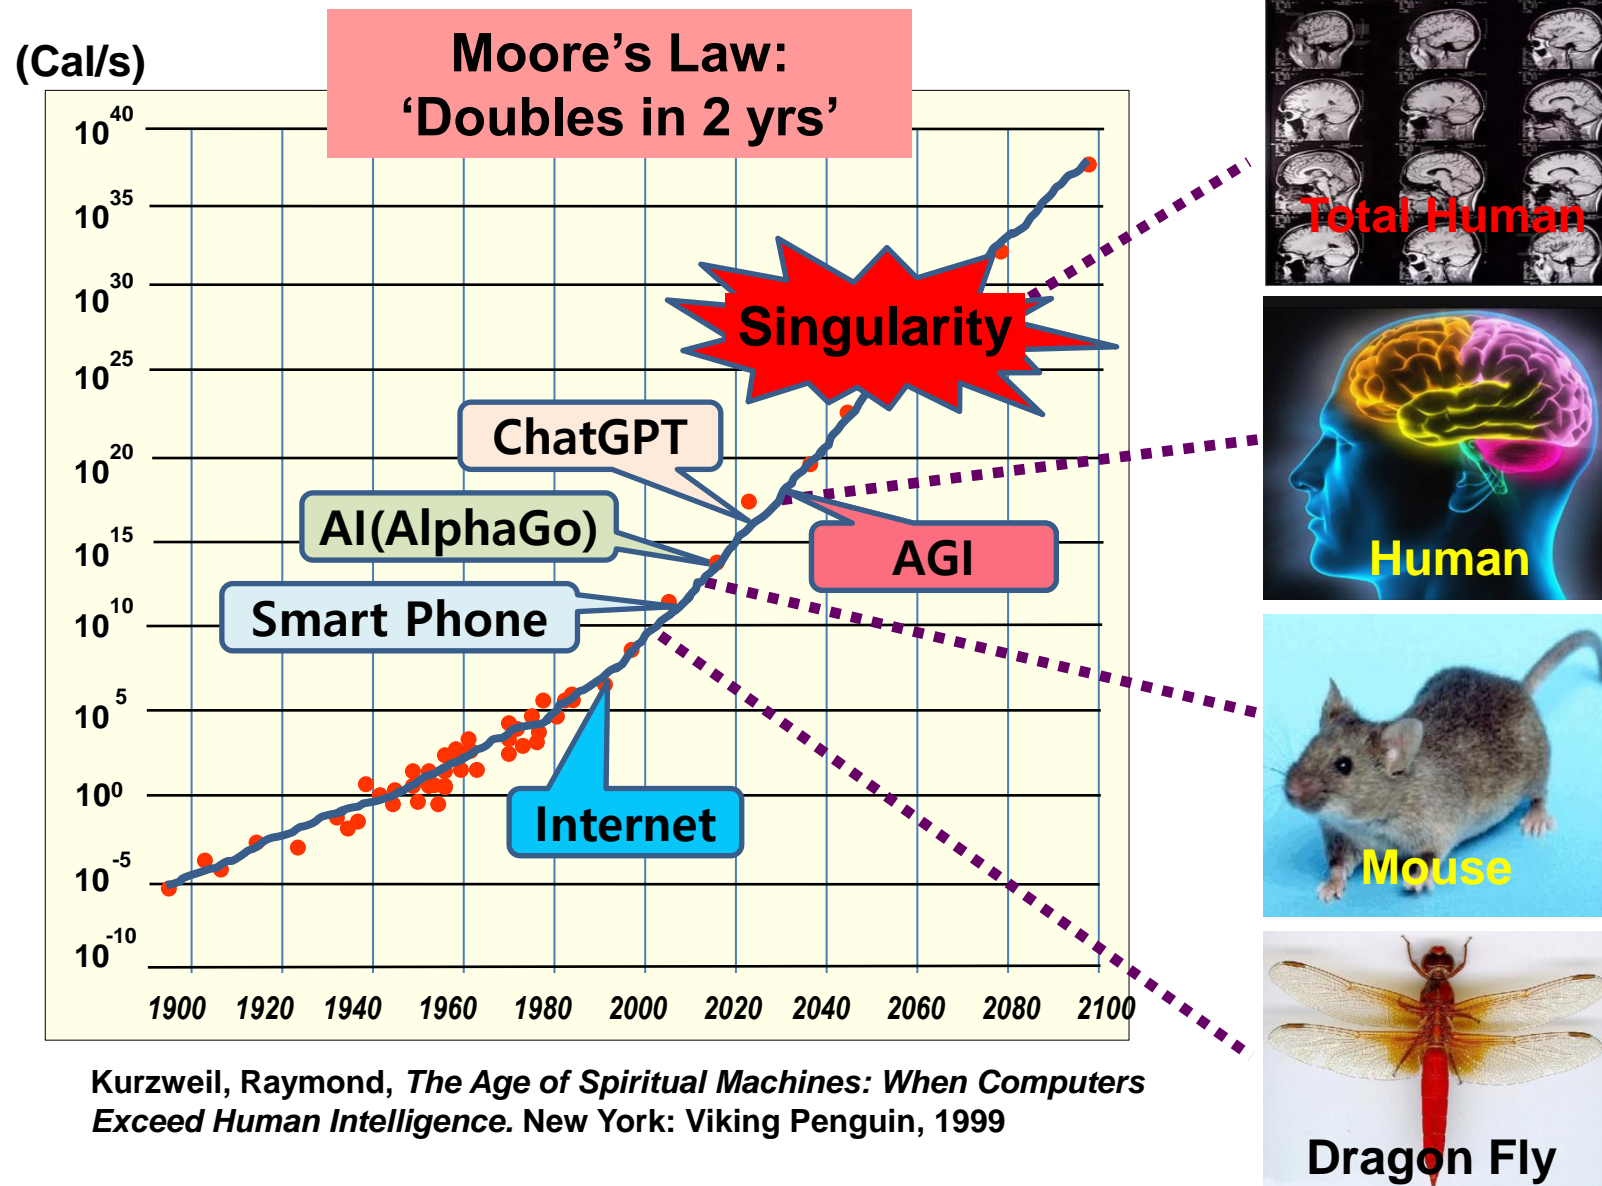 (Cal/s)
Moore’s Law:
‘Doubles in 2 yrs’
10^40
10^35
10^30
10^25
10^20
10^15
10^10
10^5
10^0
10^-5
10^-10
1900 1920 1940 1960 1980 2000 2020 2040 2060 2080 2100
Singularity
ChatGPT
AI(AlphaGo)
AGI
Smart Phone
Internet
Total Human
Human
Mouse
Dragon Fly
Kurzweil, Raymond, The Age of Spiritual Machines: When Computers
Exceed Human Intelligence. New York: Viking Penguin, 1999